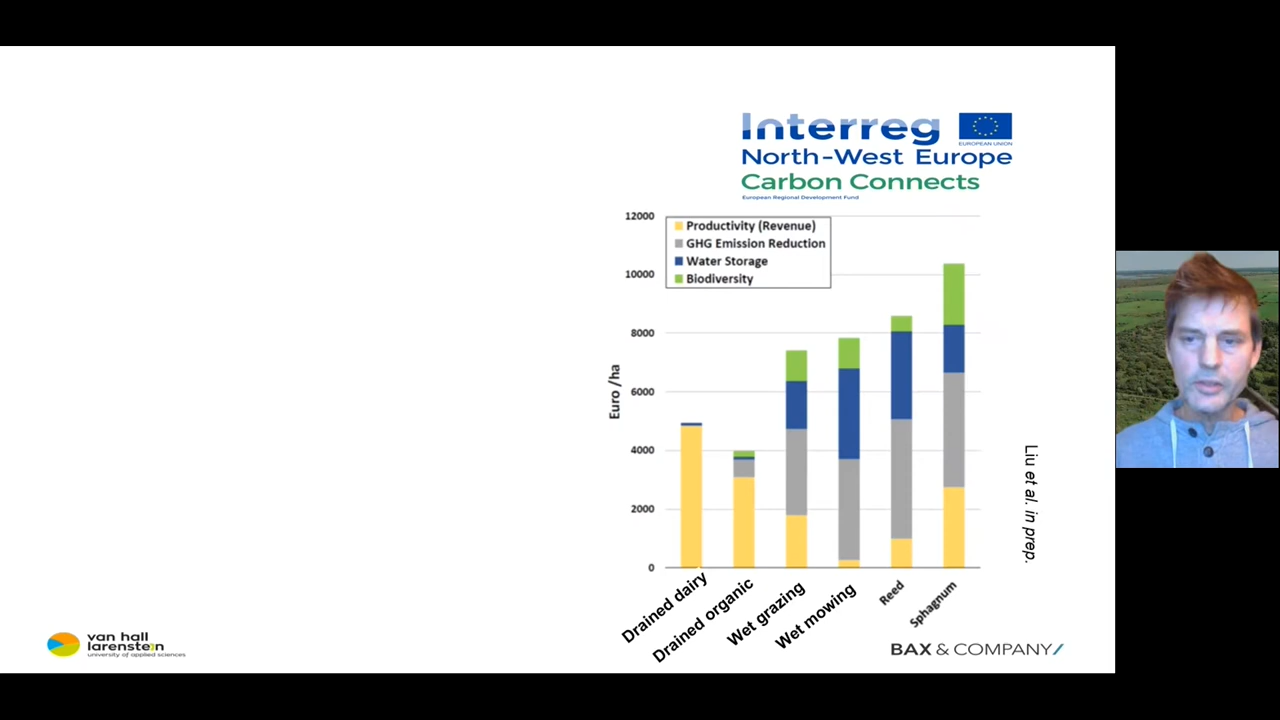 Interreg
EUROPEAN UNION
North-West Europe
Carbon Connects
European Regional Development Fund
12000
10000
8000
6000
4000
2000
0
Euro /ha
Productivity (Revenue)
GHG Emission Reduction
Water Storage
Biodiversity
Drained dairy
Drained organic
Wet grazing
Wet mowing
Reed
Sphagnum
Liu et al. in prep.
van hall
larenstein
university of applied sciences
BAX & COMPANY/